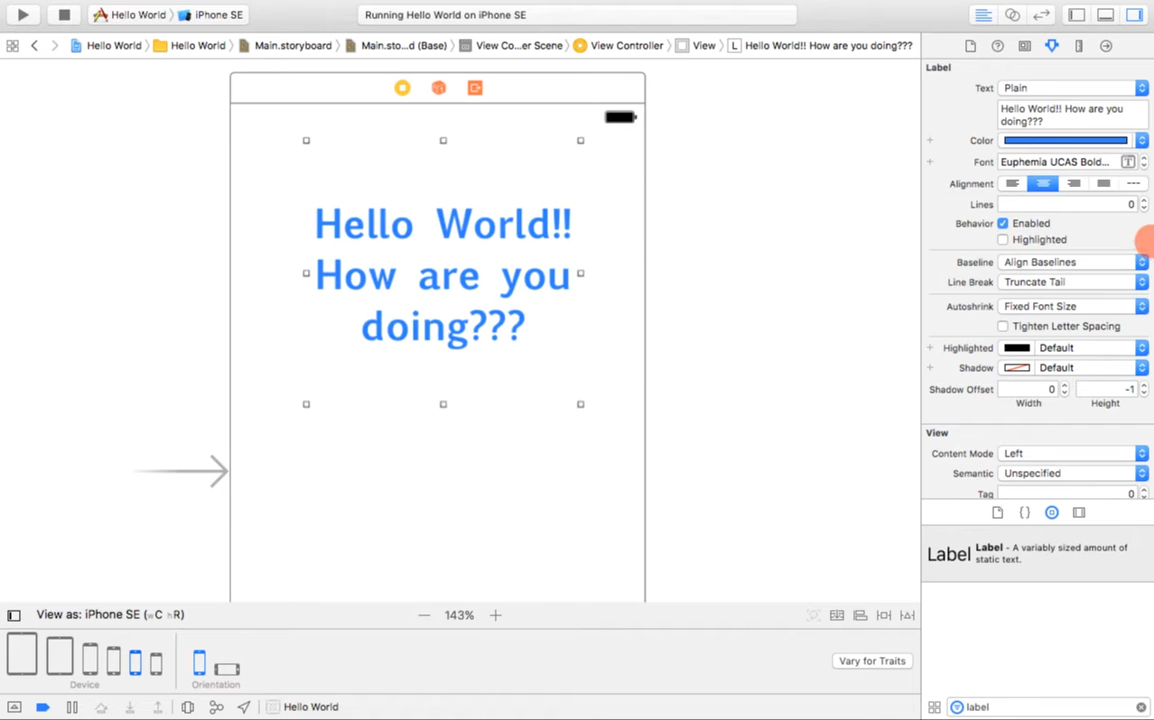 Hello World
iPhone SE
Running Hello World on iPhone SE
Hello World
Hello World
Main.storyboard
Main.sto...d (Base)
View Co...er Scene
View Controller
View
L
Hello World!! How are you doing???
Label
Text
Plain
Hello World!! How are you
doing???
Color
Font
Euphemia UCAS Bold...
T
Alignment
Lines
0
Behavior
Enabled
Highlighted
Baseline
Align Baselines
Line Break
Truncate Tail
Autoshrink
Fixed Font Size
Tighten Letter Spacing
Highlighted
Default
Shadow
Default
Shadow Offset
0
-1
Width
Height
View
Content Mode
Left
Semantic
Unspecified
Tag
0
Hello World!!
How are you
doing???
Label
Label - A variably sized amount of
static text.
View as: iPhone SE (wC hR)
143%
Device
Orientation
Vary for Traits
Hello World
label